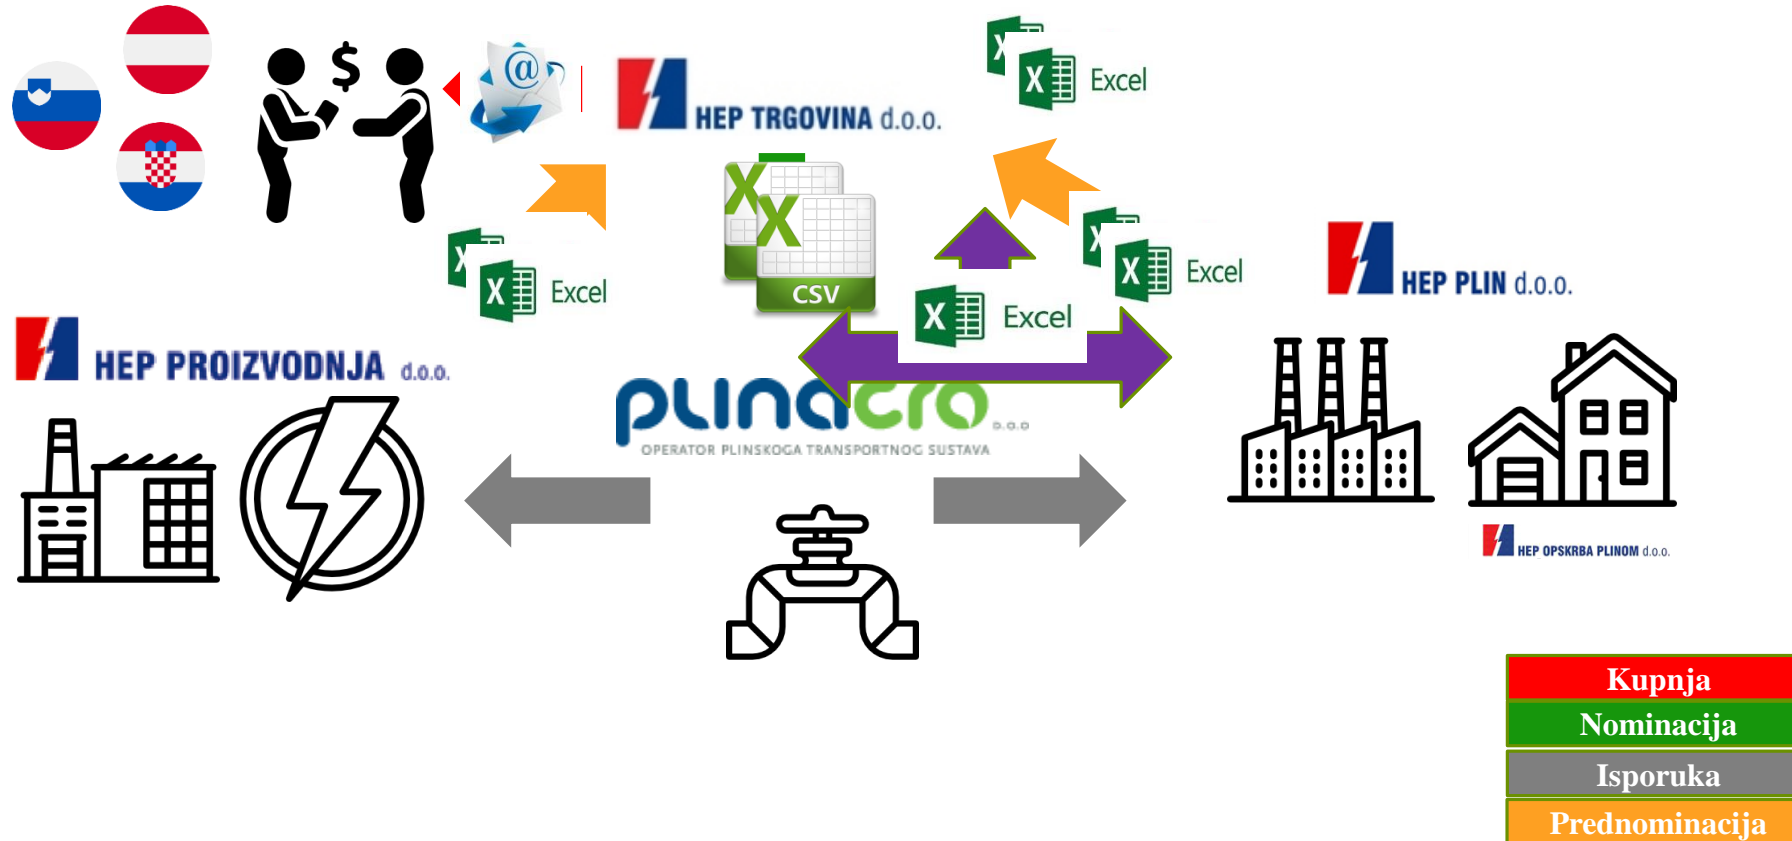 $
@
HEP TRGOVINA d.o.o.
X
X Excel
X
X Excel
X
X
CSV
X Excel
X
X Excel
HEP PLIN d.o.o.
HEP PROIZVODNJA d.o.o.
PLINACRO D.O.O
OPERATOR PLINSKOGA TRANSPORTNOG SUSTAVA
HEP OPSKRBA PLINOM d.o.o.
Kupnja
Nominacija
Isporuka
Prednominacija